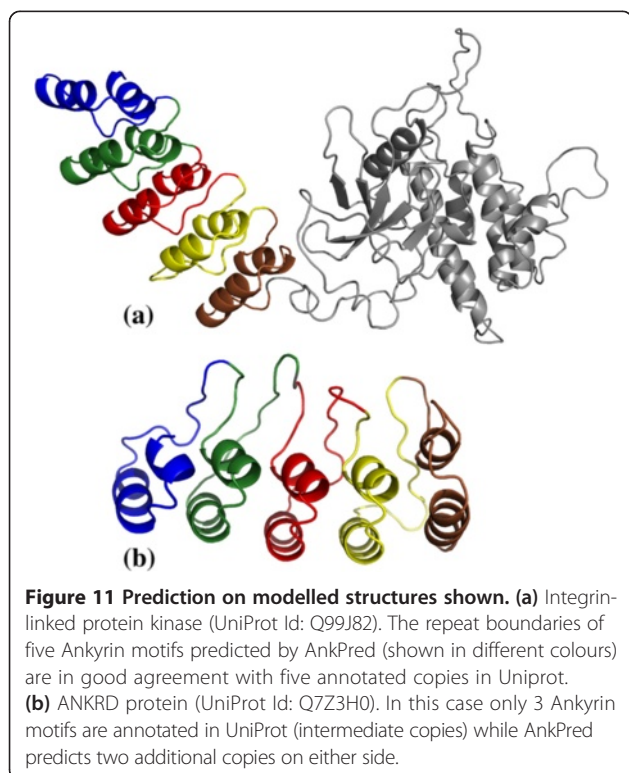 (a)
(b)
Figure 11 Prediction on modelled structures shown. (a) Integrin-
linked protein kinase (UniProt Id: Q99J82). The repeat boundaries of
five Ankyrin motifs predicted by AnkPred (shown in different colours)
are in good agreement with five annotated copies in Uniprot.
(b) ANKRD protein (UniProt Id: Q7Z3H0). In this case only 3 Ankyrin
motifs are annotated in UniProt (intermediate copies) while AnkPred
predicts two additional copies on either side.